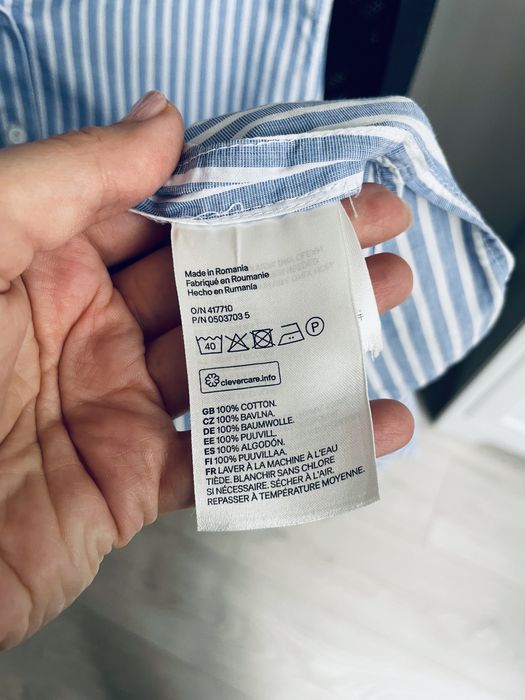 Made in Romania
Fabriqué en Roumanie
Hecho en Rumanía
O/N 417710
P/N 0503703 5
40
P
clevercare.info
GB 100% COTTON.
CZ 100% BAVLNA.
DE 100% BAUMWOLLE.
EE 100% PUUVILL.
ES 100% ALGODÓN.
FI 100% PUUVILLAA.
FR LAVER À LA MACHINE À L'EAU
TIÈDE. BLANCHIR SANS CHLORE
SI NÉCESSAIRE. SÉCHER À L'AIR.
REPASSER À TEMPÉRATURE MOYENNE.